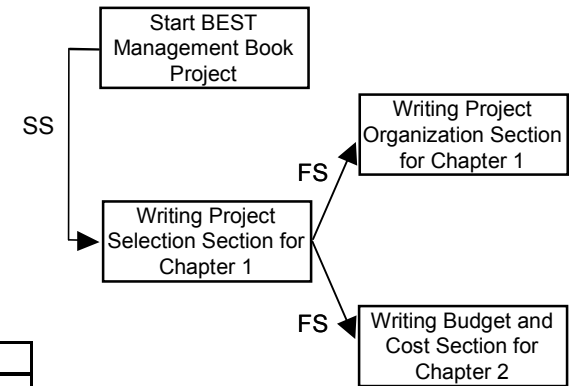 Start BEST
Management Book
Project
SS
Writing Project
Organization Section
for Chapter 1
FS
Writing Project
Selection Section for
Chapter 1
FS
Writing Budget and
Cost Section for
Chapter 2